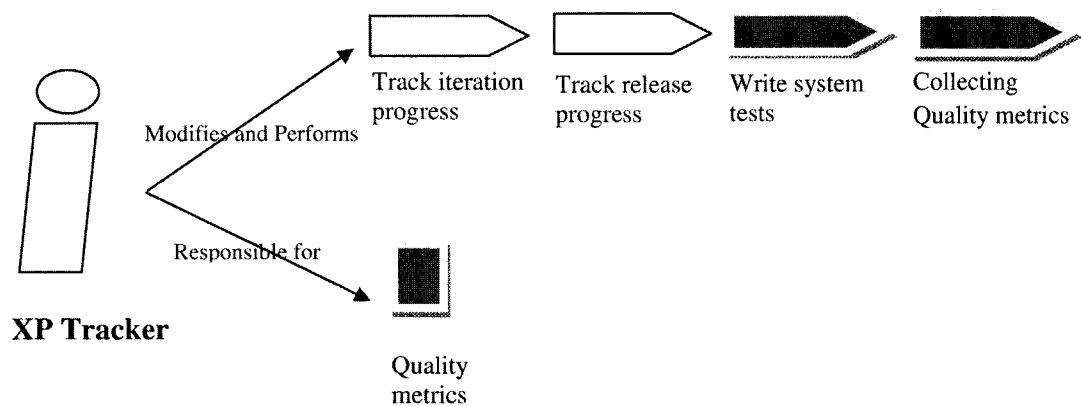 Track iteration
progress
Track release
progress
Write system
tests
Collecting
Quality metrics
Modifies and Performs
Responsible for
XP Tracker
Quality
metrics